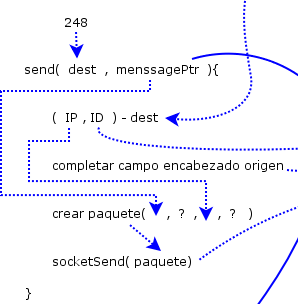 248
send( dest , menssagePtr ){
( IP , ID ) - dest
completar campo encabezado origen
crear paquete( , ? , , ? )
socketSend( paquete)
}